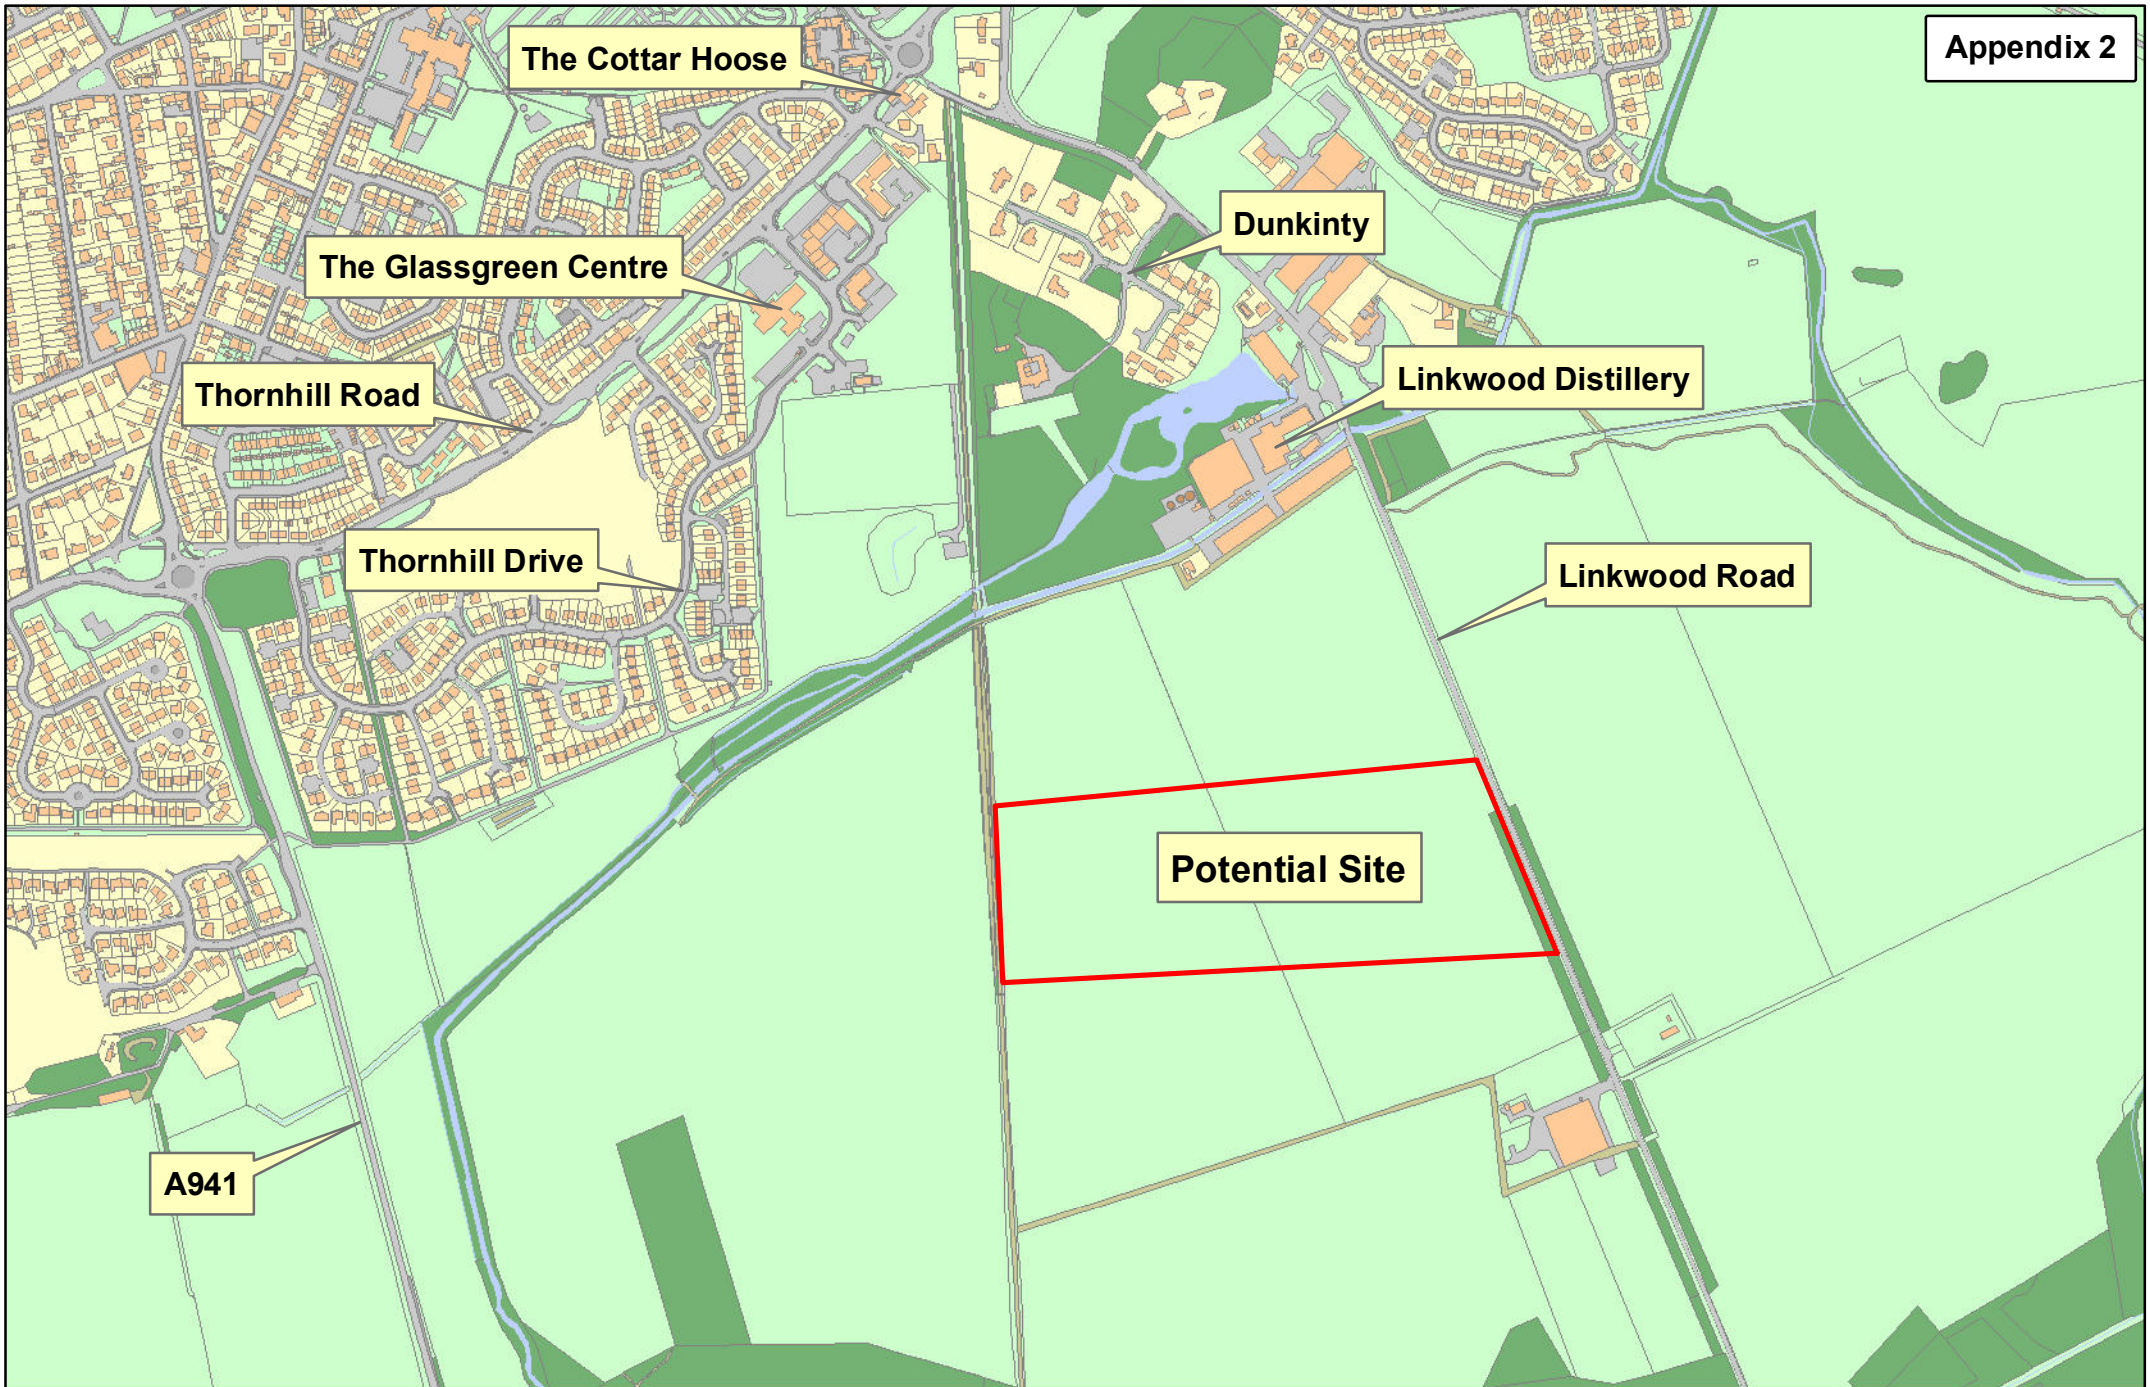 Appendix 2
The Cottar Hoose
Dunkinty
The Glassgreen Centre
Linkwood Distillery
Thornhill Road
Thornhill Drive
Linkwood Road
Potential Site
A941